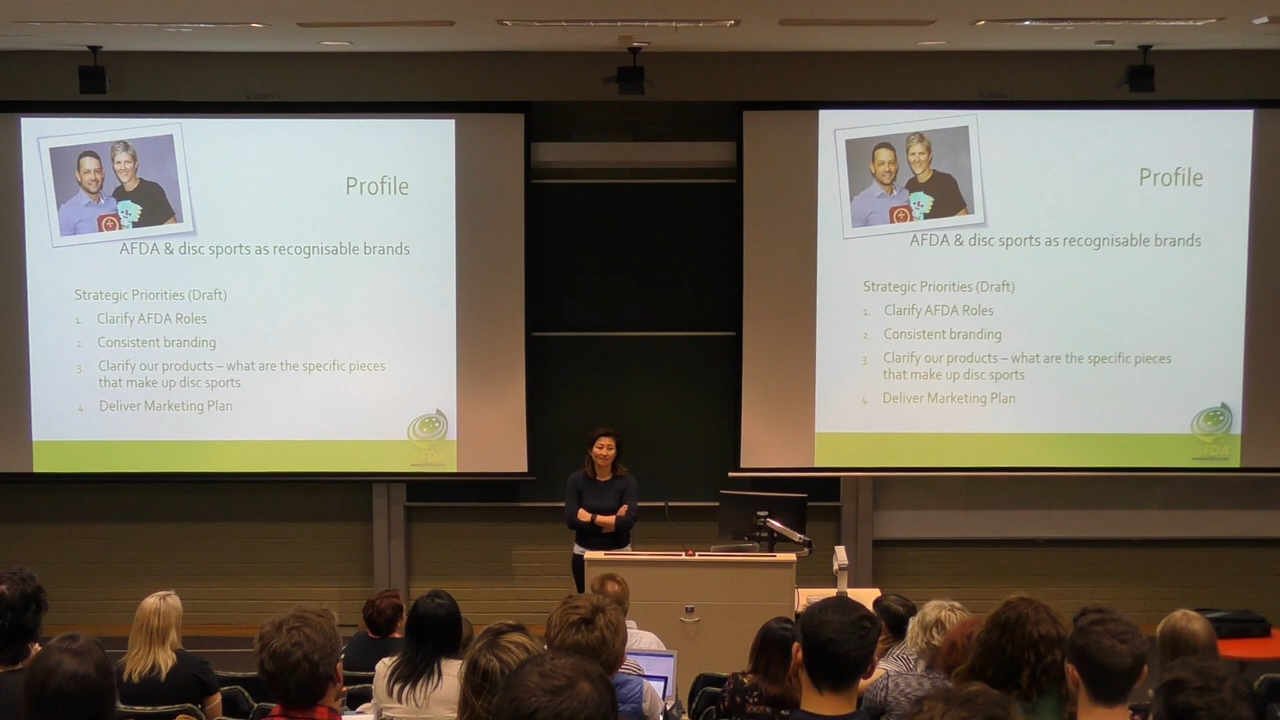 Profile
AFDA & disc sports as recognisable brands
Strategic Priorities (Draft)
1. Clarify AFDA Roles
2. Consistent branding
3. Clarify our products – what are the specific pieces
that make up disc sports
4. Deliver Marketing Plan
AFDA
Profile
AFDA & disc sports as recognisable brands
Strategic Priorities (Draft)
1. Clarify AFDA Roles
2. Consistent branding
3. Clarify our products – what are the specific pieces
that make up disc sports
4. Deliver Marketing Plan
AFDA